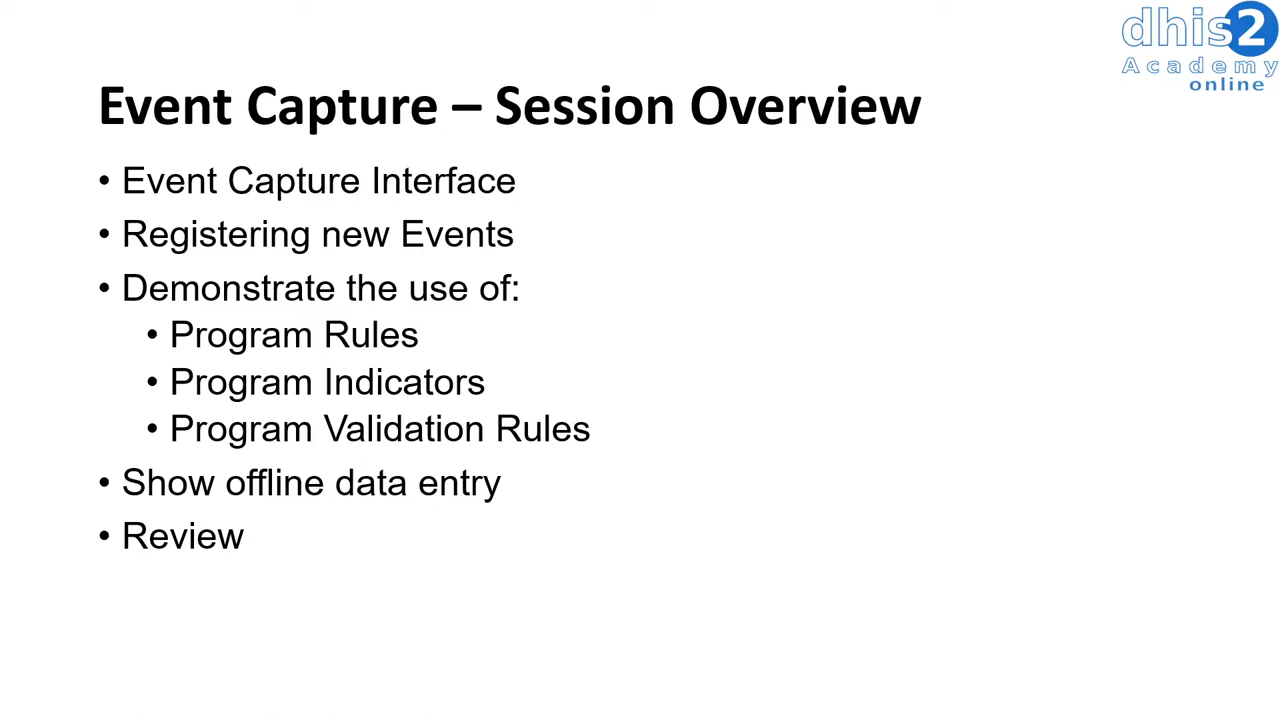 dhis2
Academy
online
Event Capture – Session Overview
• Event Capture Interface
• Registering new Events
• Demonstrate the use of:
• Program Rules
• Program Indicators
• Program Validation Rules
• Show offline data entry
• Review